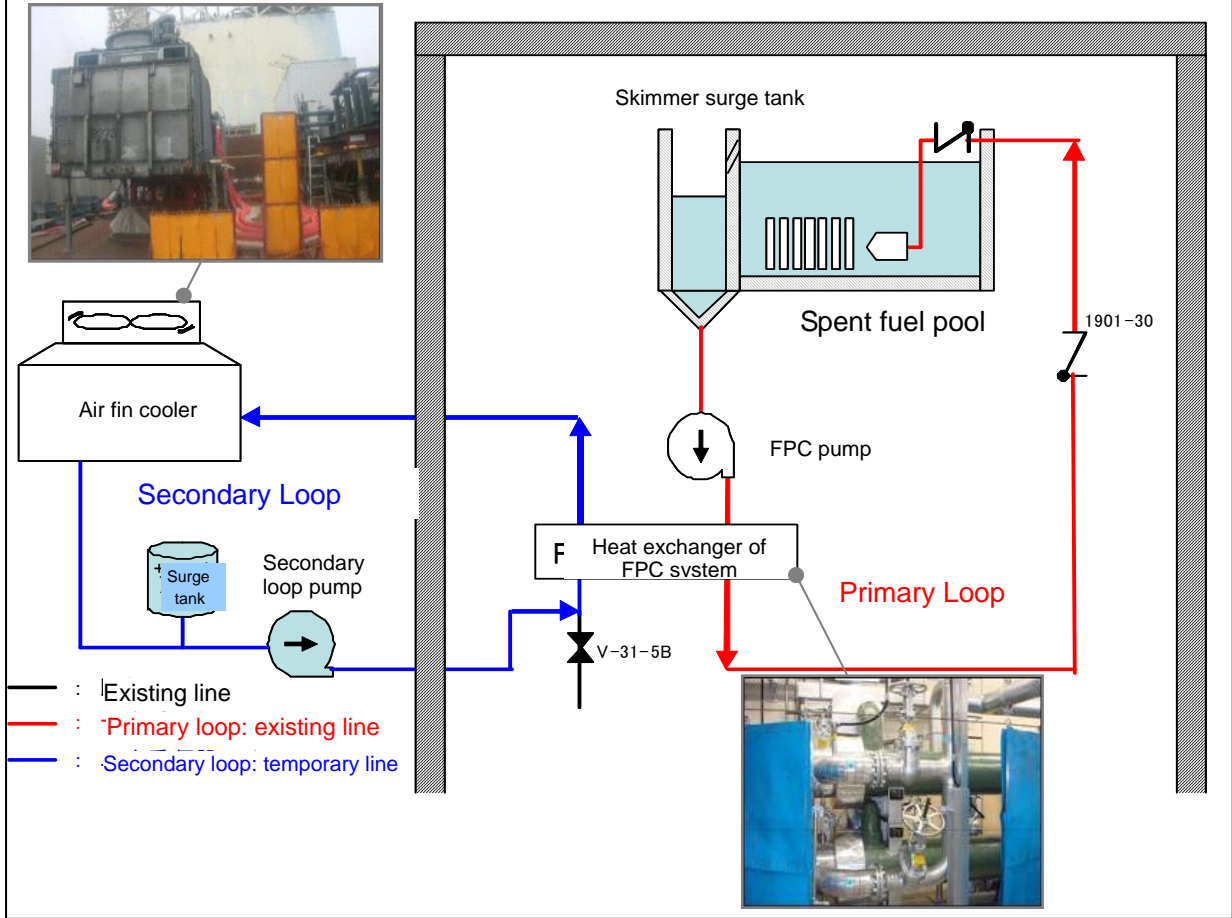 Skimmer surge tank
Spent fuel pool
1901-30
Air fin cooler
FPC pump
Secondary Loop
Heat exchanger of
FPC system
Surge
tank
Secondary
loop pump
Primary Loop
V-31-5B
: Existing line
: Primary loop: existing line
: Secondary loop: temporary line